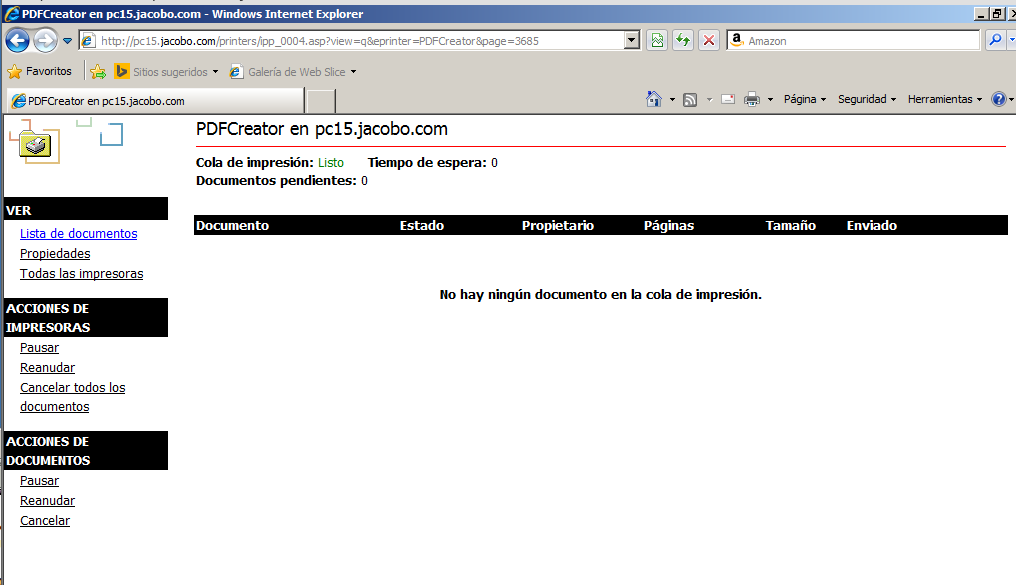 PDFCreator en pc15.jacobo.com - Windows Internet Explorer
http://pc15.jacobo.com/printers/ipp_0004.asp?view=q&eprinter=PDFCreator&page=3685
Amazon
Favoritos
Sitios sugeridos
Galería de Web Slice
PDFCreator en pc15.jacobo.com
Página
Seguridad
Herramientas
PDFCreator en pc15.jacobo.com
Cola de impresión: Listo Tiempo de espera: 0
Documentos pendientes: 0
VER
Lista de documentos
Propiedades
Todas las impresoras
ACCIONES DE
IMPRESORAS
Pausar
Reanudar
Cancelar todos los
documentos
ACCIONES DE
DOCUMENTOS
Pausar
Reanudar
Cancelar
Documento Estado Propietario Páginas Tamaño Enviado
No hay ningún documento en la cola de impresión.